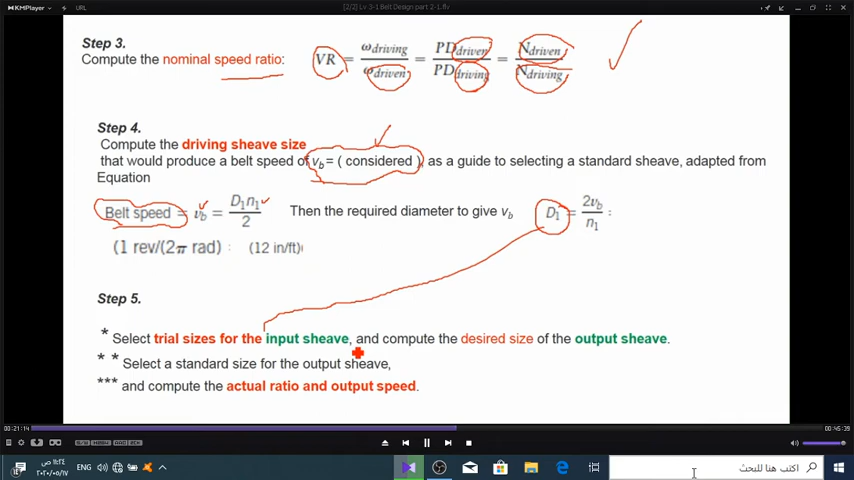 KMPlayer
URL
[2/2] Lv 3-1 Belt Design part 2-1.flv
Step 3.
Compute the nominal speed ratio: VR = ωdriving / ωdriven = PDdriven / PDdriving = Ndriven / Ndriving
Step 4.
Compute the driving sheave size
that would produce a belt speed of vb = ( considered ), as a guide to selecting a standard sheave, adapted from
Equation
Belt speed = vb = D1n1 / 2 Then the required diameter to give vb D1 = 2vb / n1 :
(1 rev/(2π rad) : (12 in/ft)
Step 5.
* Select trial sizes for the input sheave, and compute the desired size of the output sheave.
* * Select a standard size for the output sheave,
*** and compute the actual ratio and output speed.
00:21:14
00:45:39
ENG
١١:٢٤ ص
٢٠٢٠/٠٥/١٧
اكتب هنا للبحث